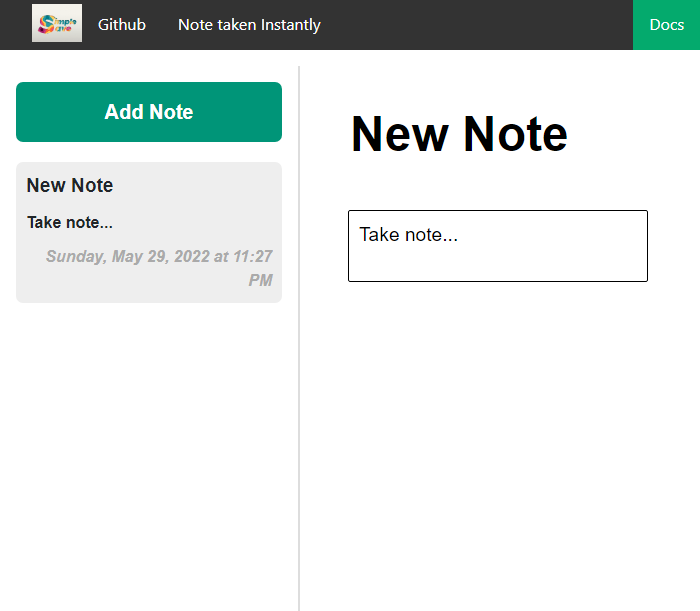 Simple Save
Github
Note taken Instantly
Docs
Add Note
New Note
Take note...
Sunday, May 29, 2022 at 11:27
PM
New Note
Take note...